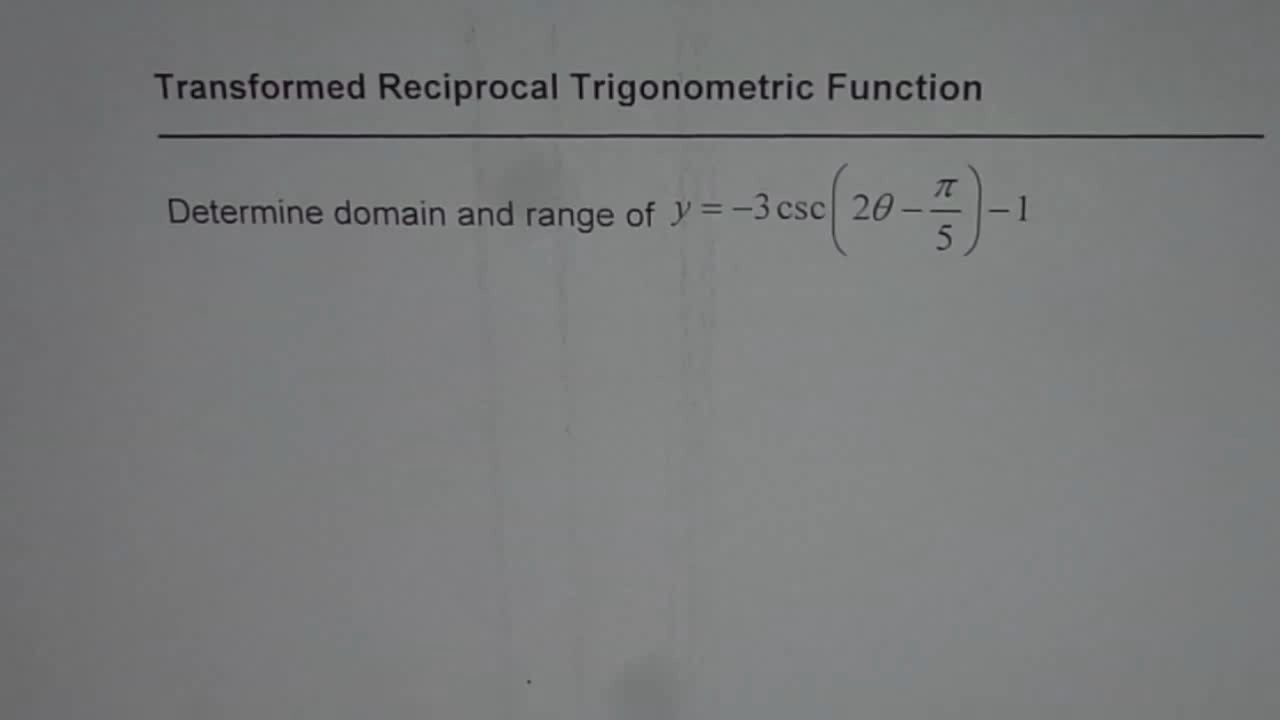 Transformed Reciprocal Trigonometric Function
Determine domain and range of y = −3 csc(2θ − π/5) − 1